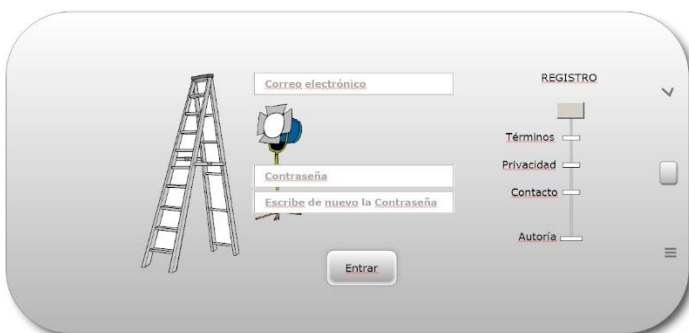 Correo electrónico
Contraseña
Escribe de nuevo la Contraseña
Entrar
REGISTRO
Términos
Privacidad
Contacto
Autoría